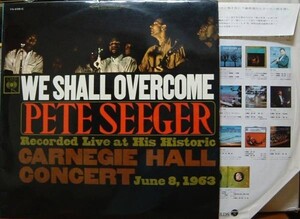 WE SHALL OVERCOME
PETE SEEGER
Recorded Live at His Historic
CARNEGIE HALL
CONCERT June 8, 1963